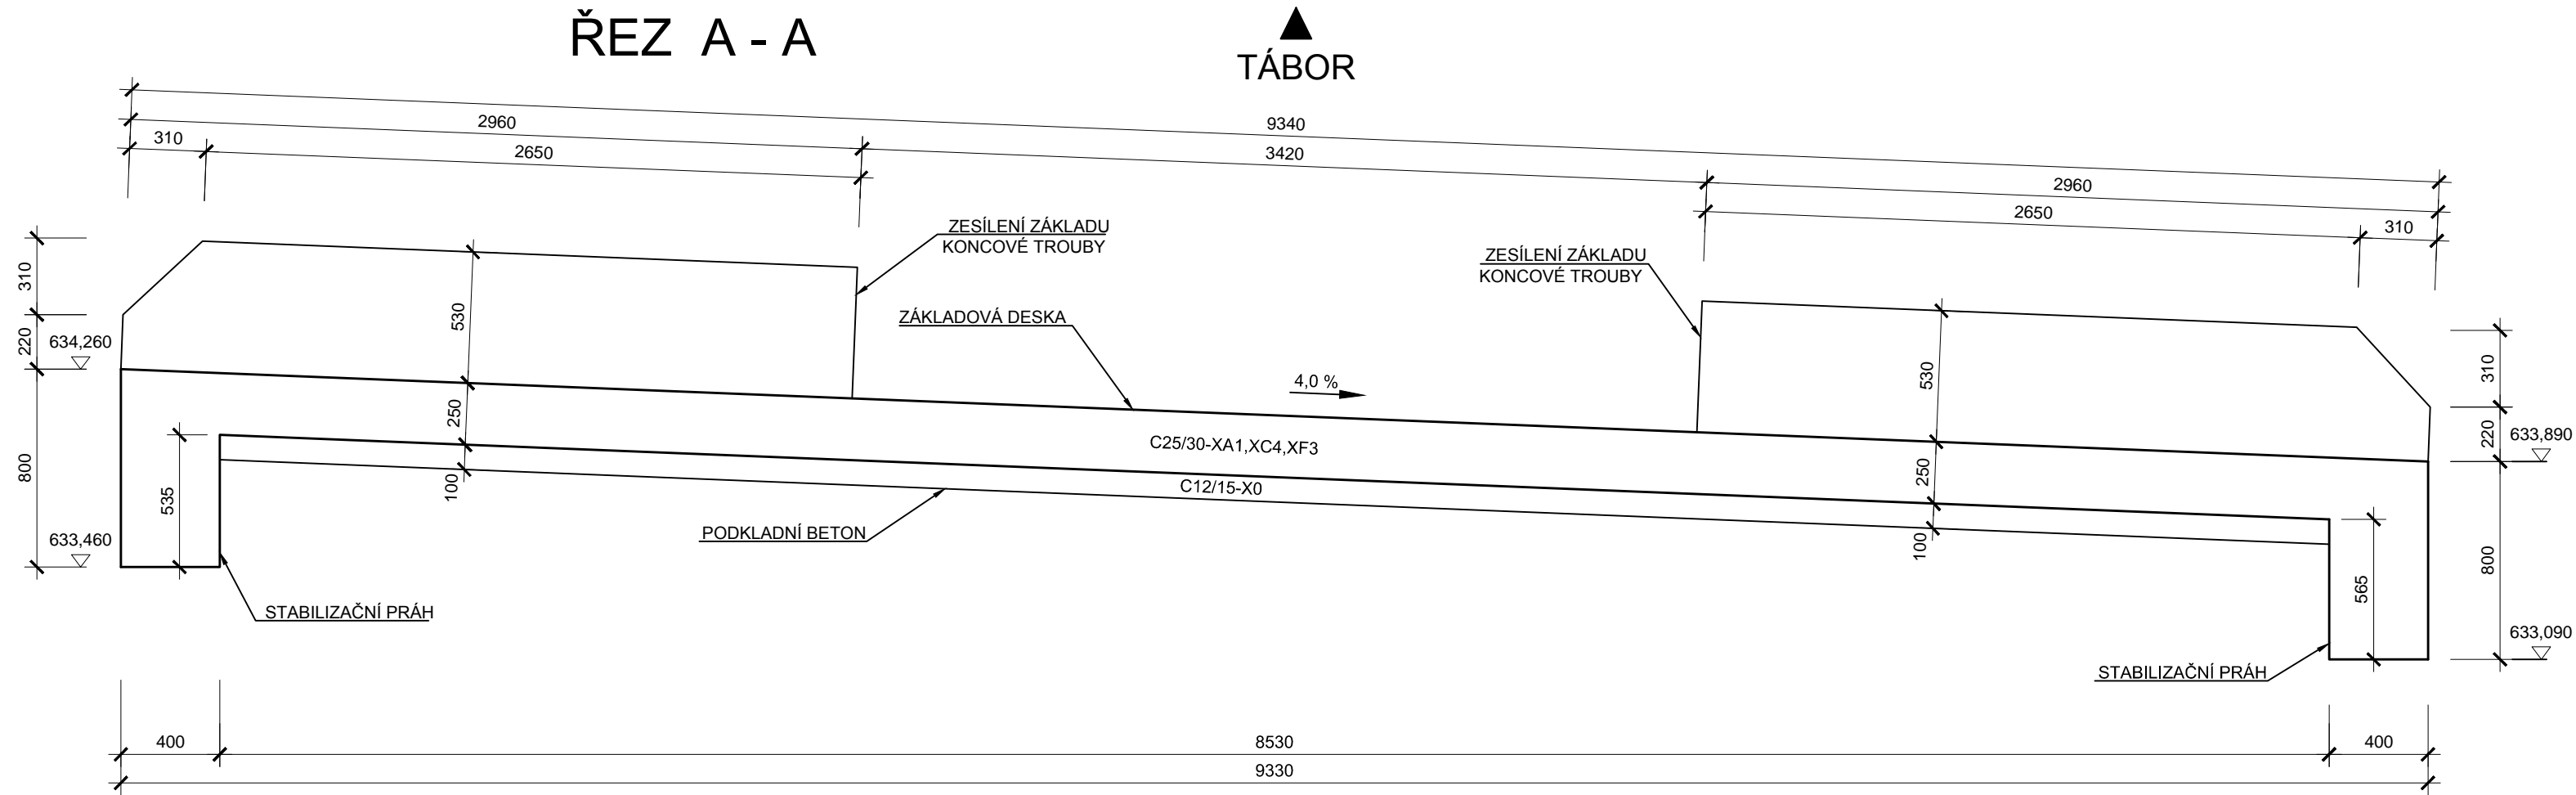 ŘEZ A - A
TÁBOR
9340
2960
3420
2960
310
2650
2650
310
ZESÍLENÍ ZÁKLADU
KONCOVÉ TROUBY
ZESÍLENÍ ZÁKLADU
KONCOVÉ TROUBY
ZÁKLADOVÁ DESKA
310
220
800
634,260
633,460
535
530
250
100
4,0 %
C25/30-XA1,XC4,XF3
C12/15-X0
PODKLADNÍ BETON
STABILIZAČNÍ PRÁH
530
250
100
310
220
800
633,890
633,090
565
STABILIZAČNÍ PRÁH
400
8530
400
9330